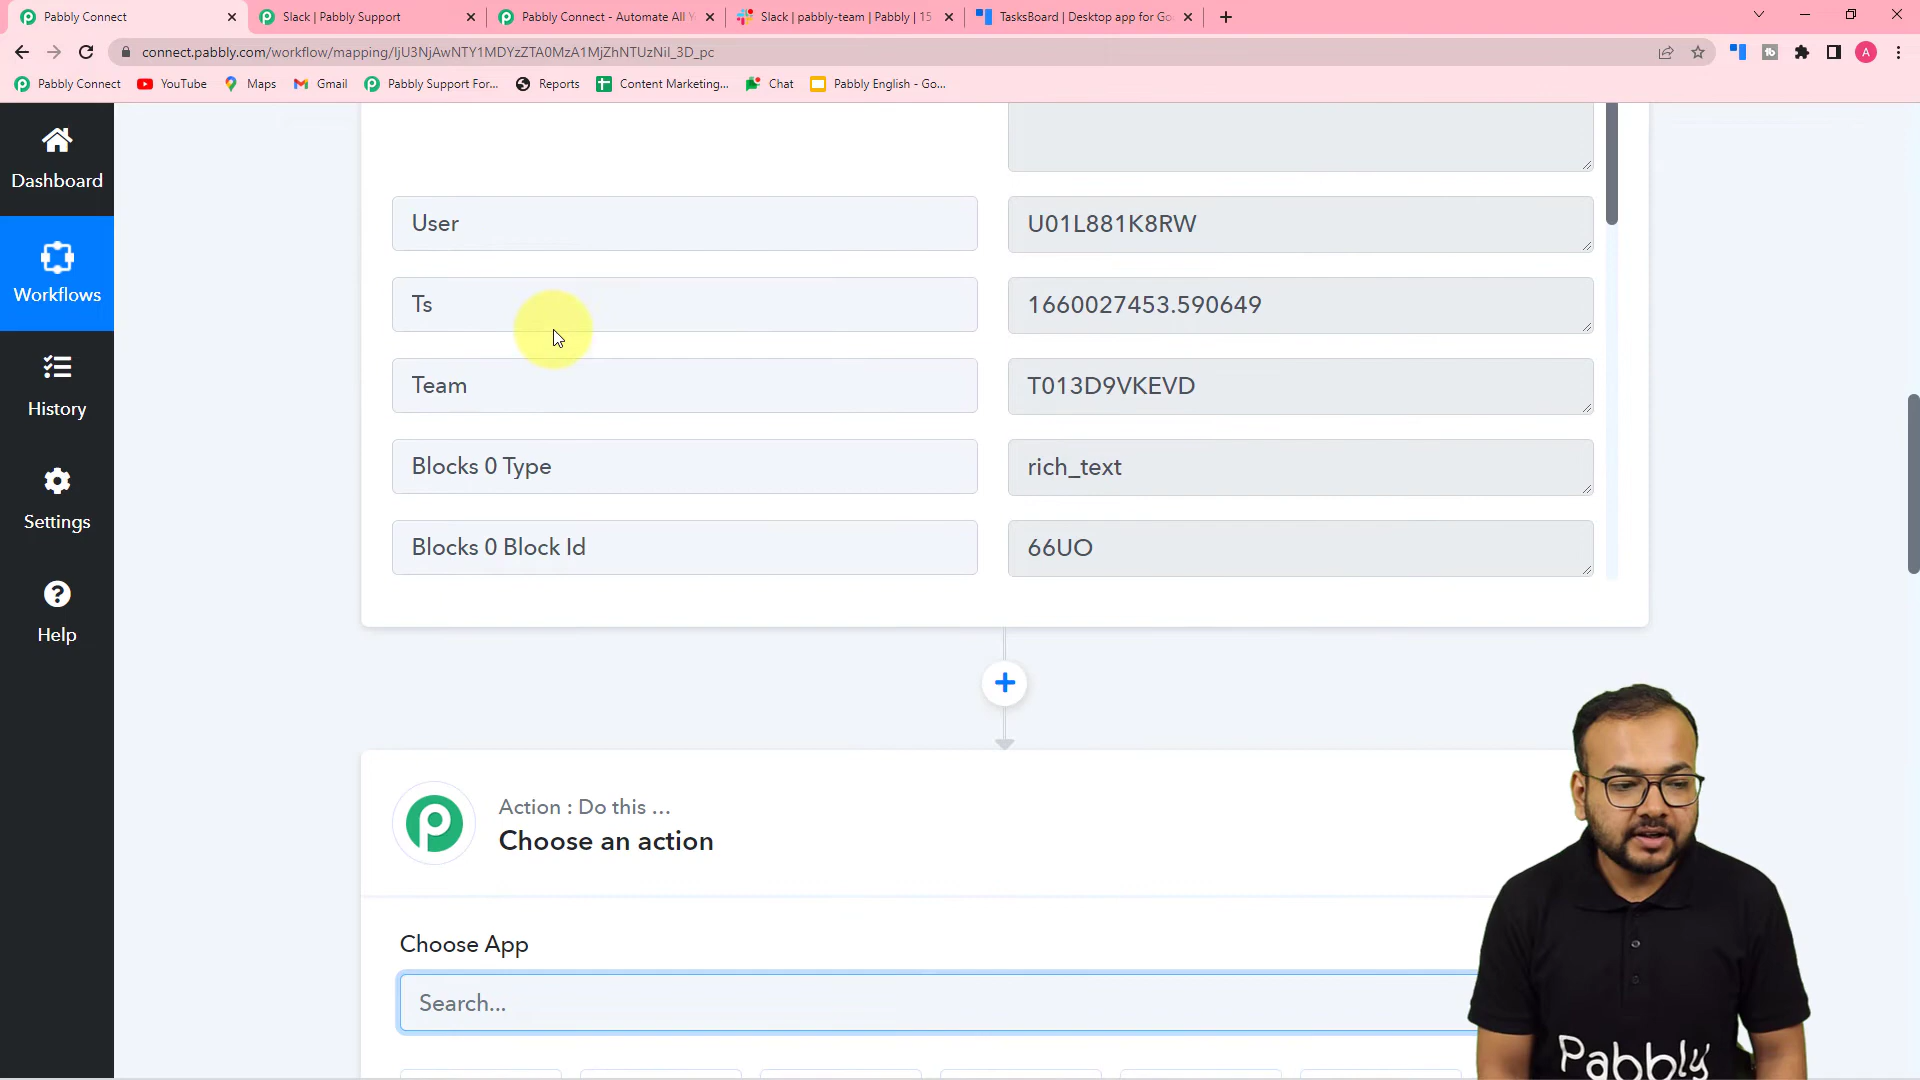 Pabbly Connect
Slack | Pabbly Support
Pabbly Connect - Automate All Y
Slack | pabbly-team | Pabbly | 15
TasksBoard | Desktop app for Go
connect.pabbly.com/workflow/mapping/IjU3NjAwNTY1MDYzZTA0MzA1MjZhNTUzNiI_3D_pc
A
Pabbly Connect
YouTube
Maps
Gmail
Pabbly Support For...
Reports
Content Marketing...
Chat
Pabbly English - Go...
Dashboard
Workflows
History
Settings
Help
User
U01L881K8RW
Ts
1660027453.590649
Team
T013D9VKEVD
Blocks 0 Type
rich_text
Blocks 0 Block Id
66UO
Action : Do this ...
Choose an action
Choose App
Search...
Pabbly